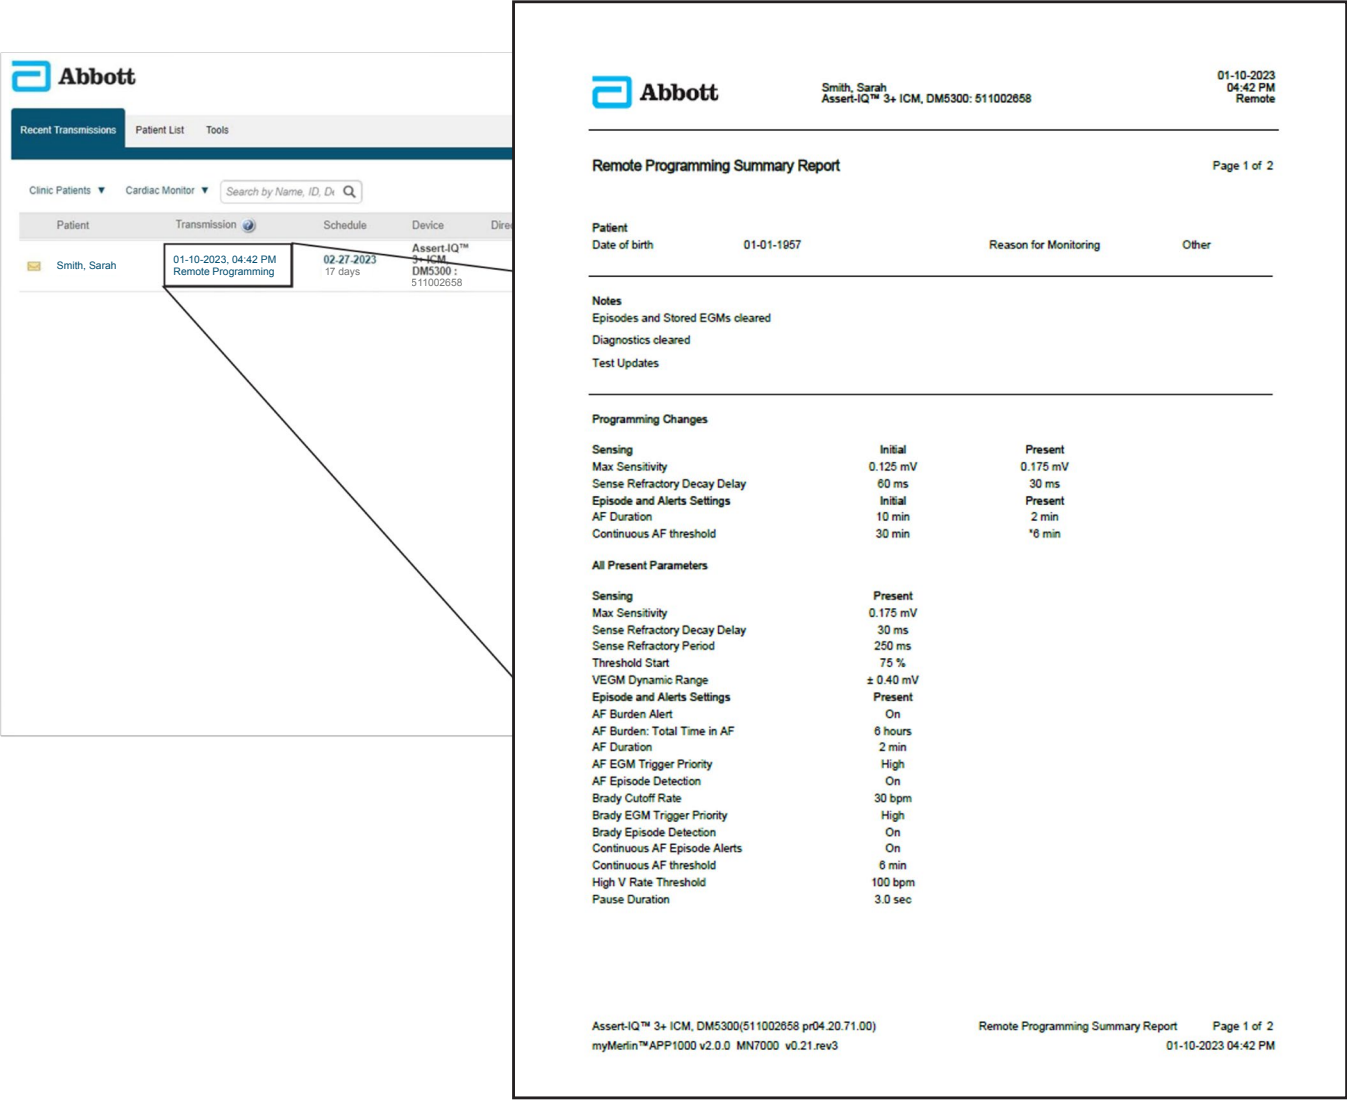 Abbott
Recent Transmissions Patient List Tools
Clinic Patients ▼ Cardiac Monitor ▼ Search by Name, ID, De
Patient Transmission ? Schedule Device Direc
Smith, Sarah
01-10-2023, 04:42 PM
Remote Programming
02-27-2023
17 days
Assert-IQ™
3+ ICM,
DM5300 :
511002658
Abbott
Smith, Sarah
Assert-IQ™ 3+ ICM, DM5300: 511002658
01-10-2023
04:42 PM
Remote
Remote Programming Summary Report Page 1 of 2
Patient
Date of birth 01-01-1957 Reason for Monitoring Other
Notes
Episodes and Stored EGMs cleared
Diagnostics cleared
Test Updates
Programming Changes
Sensing Initial Present
Max Sensitivity 0.125 mV 0.175 mV
Sense Refractory Decay Delay 60 ms 30 ms
Episode and Alerts Settings Initial Present
AF Duration 10 min 2 min
Continuous AF threshold 30 min *6 min
All Present Parameters
Sensing Present
Max Sensitivity 0.175 mV
Sense Refractory Decay Delay 30 ms
Sense Refractory Period 250 ms
Threshold Start 75 %
VEGM Dynamic Range ± 0.40 mV
Episode and Alerts Settings Present
AF Burden Alert On
AF Burden: Total Time in AF 6 hours
AF Duration 2 min
AF EGM Trigger Priority High
AF Episode Detection On
Brady Cutoff Rate 30 bpm
Brady EGM Trigger Priority High
Brady Episode Detection On
Continuous AF Episode Alerts On
Continuous AF threshold 6 min
High V Rate Threshold 100 bpm
Pause Duration 3.0 sec
Assert-IQ™ 3+ ICM, DM5300(511002658 pr04.20.71.00) Remote Programming Summary Report Page 1 of 2
myMerlin™APP1000 v2.0.0 MN7000 v0.21.rev3 01-10-2023 04:42 PM